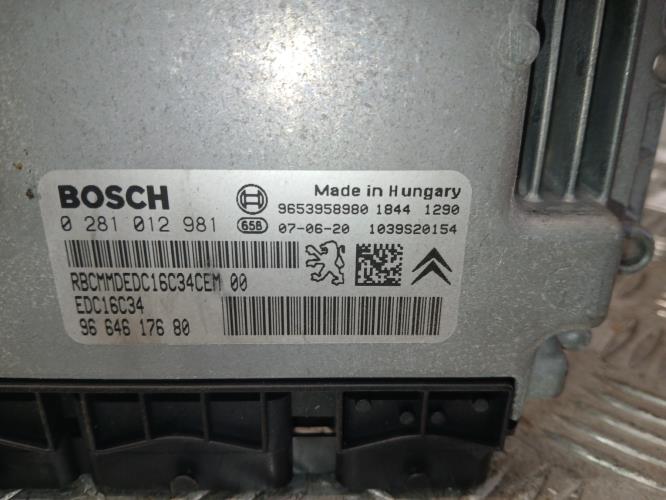 BOSCH
Made in Hungary
0 281 012 981
9653958980 1844 1290
656 07-06-20 1039S20154
RBCMMDEDC16C34CEM 00
EDC16C34
96 646 176 80